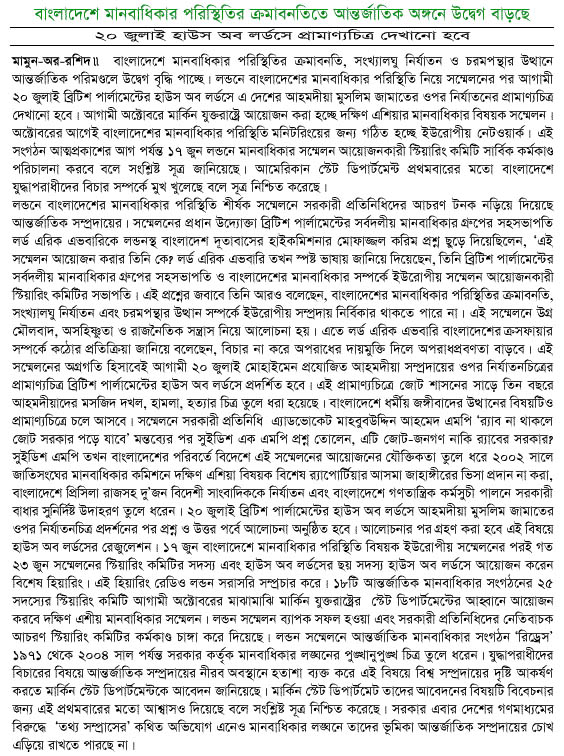 বাংলাদেশে মানবাধিকার পরিস্থিতির ক্রমাবনতিতে আন্তর্জাতিক অঙ্গনে উদ্বেগ বাড়ছে
২০ জুলাই হাউস অব লর্ডসে প্রামাণ্যচিত্র দেখানো হবে
মামুন-অর-রশিদ॥ বাংলাদেশে মানবাধিকার পরিস্থিতির ক্রমাবনতি, সংখ্যালঘু নির্যাতন ও চরমপন্থার উত্থানে
আন্তর্জাতিক পরিমণ্ডলে উদ্বেগ বৃদ্ধি পাচ্ছে। লন্ডনে বাংলাদেশের মানবাধিকার পরিস্থিতি নিয়ে সম্মেলনের পর আগামী
২০ জুলাই ব্রিটিশ পার্লামেন্টের হাউস অব লর্ডসে এ দেশের আহমদীয়া মুসলিম জামাতের ওপর নির্যাতনের প্রামাণ্যচিত্র
দেখানো হবে। আগামী অক্টোবরে মার্কিন যুক্তরাষ্ট্রে আয়োজন করা হচ্ছে দক্ষিণ এশিয়ার মানবাধিকার বিষয়ক সম্মেলন।
অক্টোবরের আগেই বাংলাদেশের মানবাধিকার পরিস্থিতি মনিটরিংয়ের জন্য গঠিত হচ্ছে ইউরোপীয় নেটওয়ার্ক। এই
সংগঠন আত্মপ্রকাশের আগ পর্যন্ত ১৭ জুন লন্ডনে মানবাধিকার সম্মেলন আয়োজনকারী স্টিয়ারিং কমিটি সার্বিক কর্মকাণ্ড
পরিচালনা করবে বলে সংশ্লিষ্ট সূত্র জানিয়েছে। আমেরিকান স্টেট ডিপার্টমেন্ট প্রথমবারের মতো বাংলাদেশে
যুদ্ধাপরাধীদের বিচার সম্পর্কে মুখ খুলেছে বলে সূত্র নিশ্চিত করেছে।
লন্ডনে বাংলাদেশের মানবাধিকার পরিস্থিতি শীর্ষক সম্মেলনে সরকারী প্রতিনিধিদের আচরণ টনক নড়িয়ে দিয়েছে
আন্তর্জাতিক সম্প্রদায়ের। সম্মেলনের প্রধান উদ্যোক্তা ব্রিটিশ পার্লামেন্টের সর্বদলীয় মানবাধিকার গ্রুপের সহসভাপতি
লর্ড এরিক এভবারিকে লন্ডনস্থ বাংলাদেশ দূতাবাসের হাইকমিশনার মোফাজ্জল করিম প্রশ্ন ছুড়ে দিয়েছিলেন, ‘এই
সম্মেলন আয়োজন করার তিনি কে? লর্ড এরিক এভবারি তখন স্পষ্ট ভাষায় জানিয়ে দিয়েছেন, তিনি ব্রিটিশ পার্লামেন্টের
সর্বদলীয় মানবাধিকার গ্রুপের সহসভাপতি ও বাংলাদেশের মানবাধিকার সম্পর্কে ইউরোপীয় সম্মেলন আয়োজনকারী
স্টিয়ারিং কমিটির সভাপতি। এই প্রশ্নের জবাবে তিনি আরও বলেছেন, বাংলাদেশের মানবাধিকার পরিস্থিতির ক্রমাবনতি,
সংখ্যালঘু নির্যাতন এবং চরমপন্থার উত্থান সম্পর্কে ইউরোপীয় সম্প্রদায় নির্বিকার থাকতে পারে না। এই সম্মেলনে উগ্র
মৌলবাদ, অসহিষ্ণুতা ও রাজনৈতিক সন্ত্রাস নিয়ে আলোচনা হয়। এতে লর্ড এরিক এভবারি বাংলাদেশের ক্রসফায়ার
সম্পর্কে কঠোর প্রতিক্রিয়া জানিয়ে বলেছেন, বিচার না করে অপরাধের দায়মুক্তি দিলে অপরাধপ্রবণতা বাড়বে। এই
সম্মেলনের অগ্রগতি হিসাবেই আগামী ২০ জুলাই মোহাইমেন প্রযোজিত আহমদীয়া সম্প্রদায়ের ওপর নির্যাতনচিত্রের
প্রামাণ্যচিত্র ব্রিটিশ পার্লামেন্টের হাউস অব লর্ডসে প্রদর্শিত হবে। এই প্রামাণ্যচিত্রে জোট শাসনের সাড়ে তিন বছরে
আহমদীয়াদের মসজিদ দখল, হামলা, হত্যার চিত্র তুলে ধরা হয়েছে। বাংলাদেশে ধর্মীয় জঙ্গীবাদের উত্থানের বিষয়টিও
প্রামাণ্যচিত্রে চলে আসবে। সম্মেলনে সরকারী প্রতিনিধি এ্যাডভোকেট মাহবুবউদ্দিন আহমেদ এমপি ‘র‌্যাব না থাকলে
জোট সরকার পড়ে যাবে’ মন্তব্যের পর সুইডিশ এক এমপি প্রশ্ন তোলেন, এটি জোট-জনগণ নাকি র‌্যাবের সরকার?
সুইডিশ এমপি তখন বাংলাদেশের পরিবর্তে বিদেশে এই সম্মেলনের আয়োজনের যৌক্তিকতা তুলে ধরে ২০০২ সালে
জাতিসংঘের মানবাধিকার কমিশনে দক্ষিণ এশিয়া বিষয়ক বিশেষ র‌্যাপোর্টিয়ার আসমা জাহাঙ্গীরের ভিসা প্রদান না করা,
বাংলাদেশে প্রিসিলা রাজসহ দু'জন বিদেশী সাংবাদিককে নির্যাতন এবং বাংলাদেশে গণতান্ত্রিক কর্মসুচী পালনে সরকারী
বাধার সুনির্দিষ্ট উদাহরণ তুলে ধরেন। ২০ জুলাই ব্রিটিশ পার্লামেন্টের হাউস অব লর্ডসে আহমদীয়া মুসলিম জামাতের
ওপর নির্যাতনচিত্র প্রদর্শনের পর প্রশ্ন ও উত্তর পর্বে আলোচনা অনুষ্ঠিত হবে। আলোচনার পর গ্রহণ করা হবে এই বিষয়ে
হাউস অব লর্ডসের রেজুলেশন। ১৭ জুন বাংলাদেশে মানবাধিকার পরিস্থিতি বিষয়ক ইউরোপীয় সম্মেলনের পরই গত
২৩ জুন সম্মেলনের স্টিয়ারিং কমিটির সদস্য এবং হাউস অব লর্ডসের ছয় সদস্য হাউস অব লর্ডসে আয়োজন করেন
বিশেষ হিয়ারিং। এই হিয়ারিং রেডিও লন্ডন সরাসরি সম্প্রচার করে। ১৮টি আন্তর্জাতিক মানবাধিকার সংগঠনের ২৫
সদস্যের স্টিয়ারিং কমিটি আগামী অক্টোবরের মাঝামাঝি মার্কিন যুক্তরাষ্ট্রের স্টেট ডিপার্টমেন্টের আহ্বানে আয়োজন
করবে দক্ষিণ এশীয় মানবাধিকার সম্মেলন। লন্ডন সম্মেলন ব্যাপক সফল হওয়া এবং সরকারী প্রতিনিধিদের নেতিবাচক
আচরণ স্টিয়ারিং কমিটির কর্মকাণ্ড চাঙ্গা করে দিয়েছে। লন্ডন সম্মেলনে আন্তর্জাতিক মানবাধিকার সংগঠন ‘রিড্রেস’
১৯৭১ থেকে ২০০৪ সাল পর্যন্ত সরকার কর্তৃক মানবাধিকার লঙ্ঘনের পুঙ্খানুপুঙ্খ চিত্র তুলে ধরেন। যুদ্ধাপরাধীদের
বিচারের বিষয়ে আন্তর্জাতিক সম্প্রদায়ের নীরব অবস্থানে হতাশা ব্যক্ত করে এই বিষয়ে বিশ্ব সম্প্রদায়ের দৃষ্টি আকর্ষণ
করতে মার্কিন স্টেট ডিপার্টমেন্টকে আবেদন জানিয়েছে। মার্কিন স্টেট ডিপার্টমেন্ট তাদের আবেদনের বিষয়টি বিবেচনার
জন্য এই প্রথমবারের মতো আশ্বাসও দিয়েছে বলে সংশ্লিষ্ট সূত্র নিশ্চিত করেছে। সরকার এবার দেশের গণমাধ্যমের
বিরুদ্ধে ‘তথ্য সম্প্রাসের’ কথিত অভিযোগ এনেও মানবাধিকার লঙ্ঘনে তাদের ভূমিকা আন্তর্জাতিক সম্প্রদায়ের চোখ
এড়িয়ে রাখতে পারছে না।